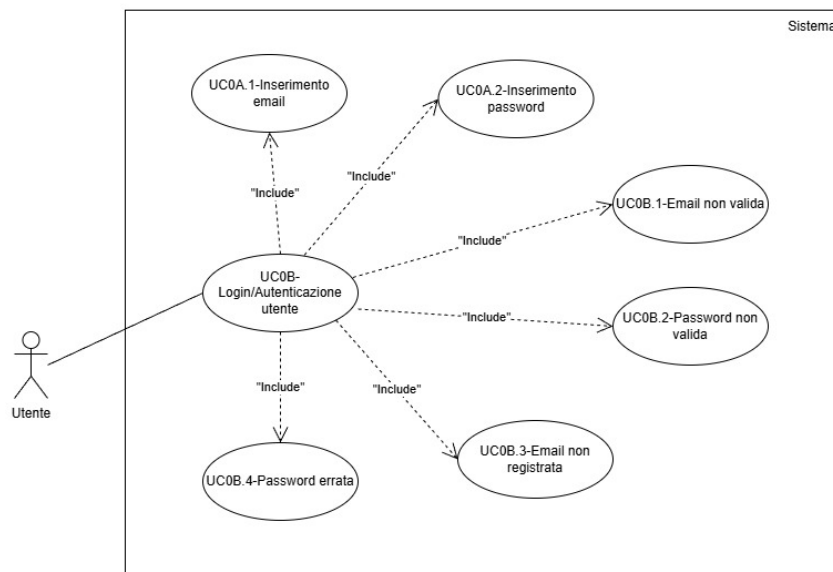 Sistema
UC0A.1-Inserimento
email
UC0A.2-Inserimento
password
"Include"
"Include"
UC0B.1-Email non valida
"Include"
UC0B-
Login/Autenticazione
utente
"Include"
UC0B.2-Password non
valida
Utente
"Include"
"Include"
UC0B.3-Email non
registrata
UC0B.4-Password errata